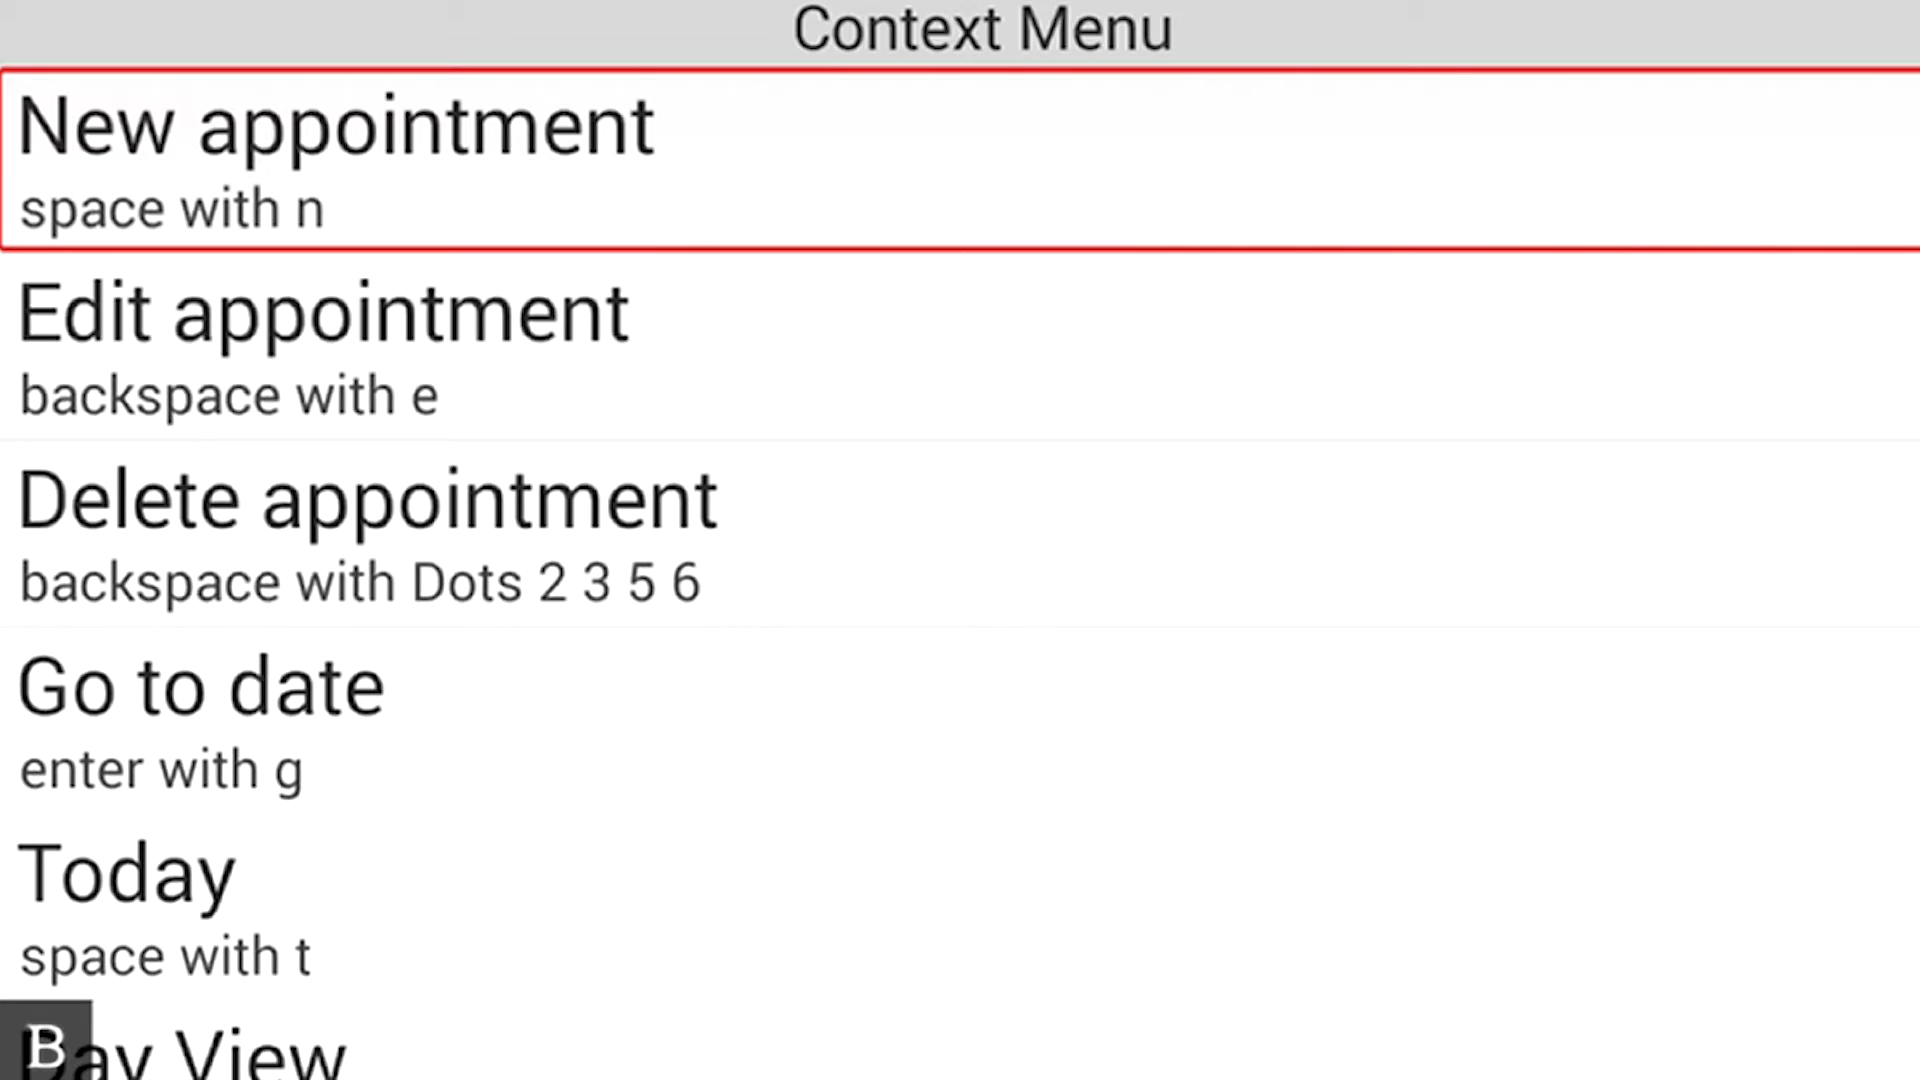 Context Menu
New appointment
space with n
Edit appointment
backspace with e
Delete appointment
backspace with Dots 2 3 5 6
Go to date
enter with g
Today
space with t
B
Day View